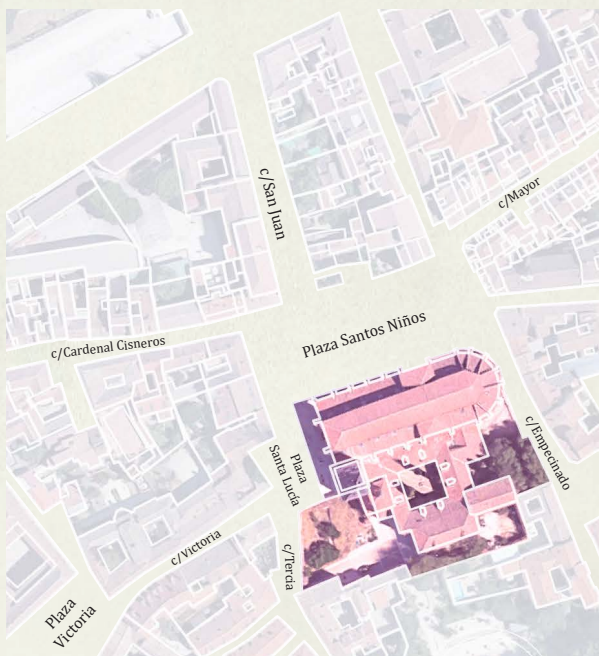 c/San Juan
c/Mayor
Plaza Santos Niños
c/Cardenal Cisneros
Plaza
Santa Lucía
c/Empecinado
c/Victoria
c/Tercia
Plaza
Victoria